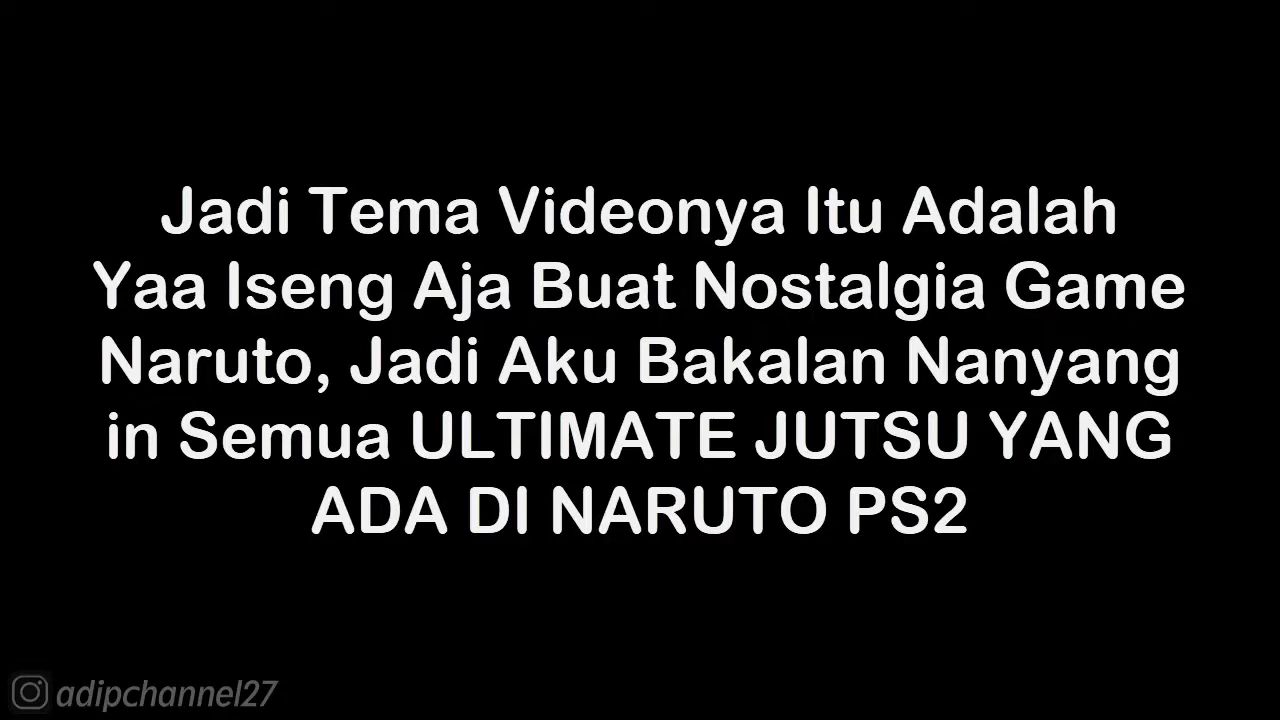 Jadi Tema Videonya Itu Adalah
Yaa Iseng Aja Buat Nostalgia Game
Naruto, Jadi Aku Bakalan Nanyang
in Semua ULTIMATE JUTSU YANG
ADA DI NARUTO PS2
adipchannel27